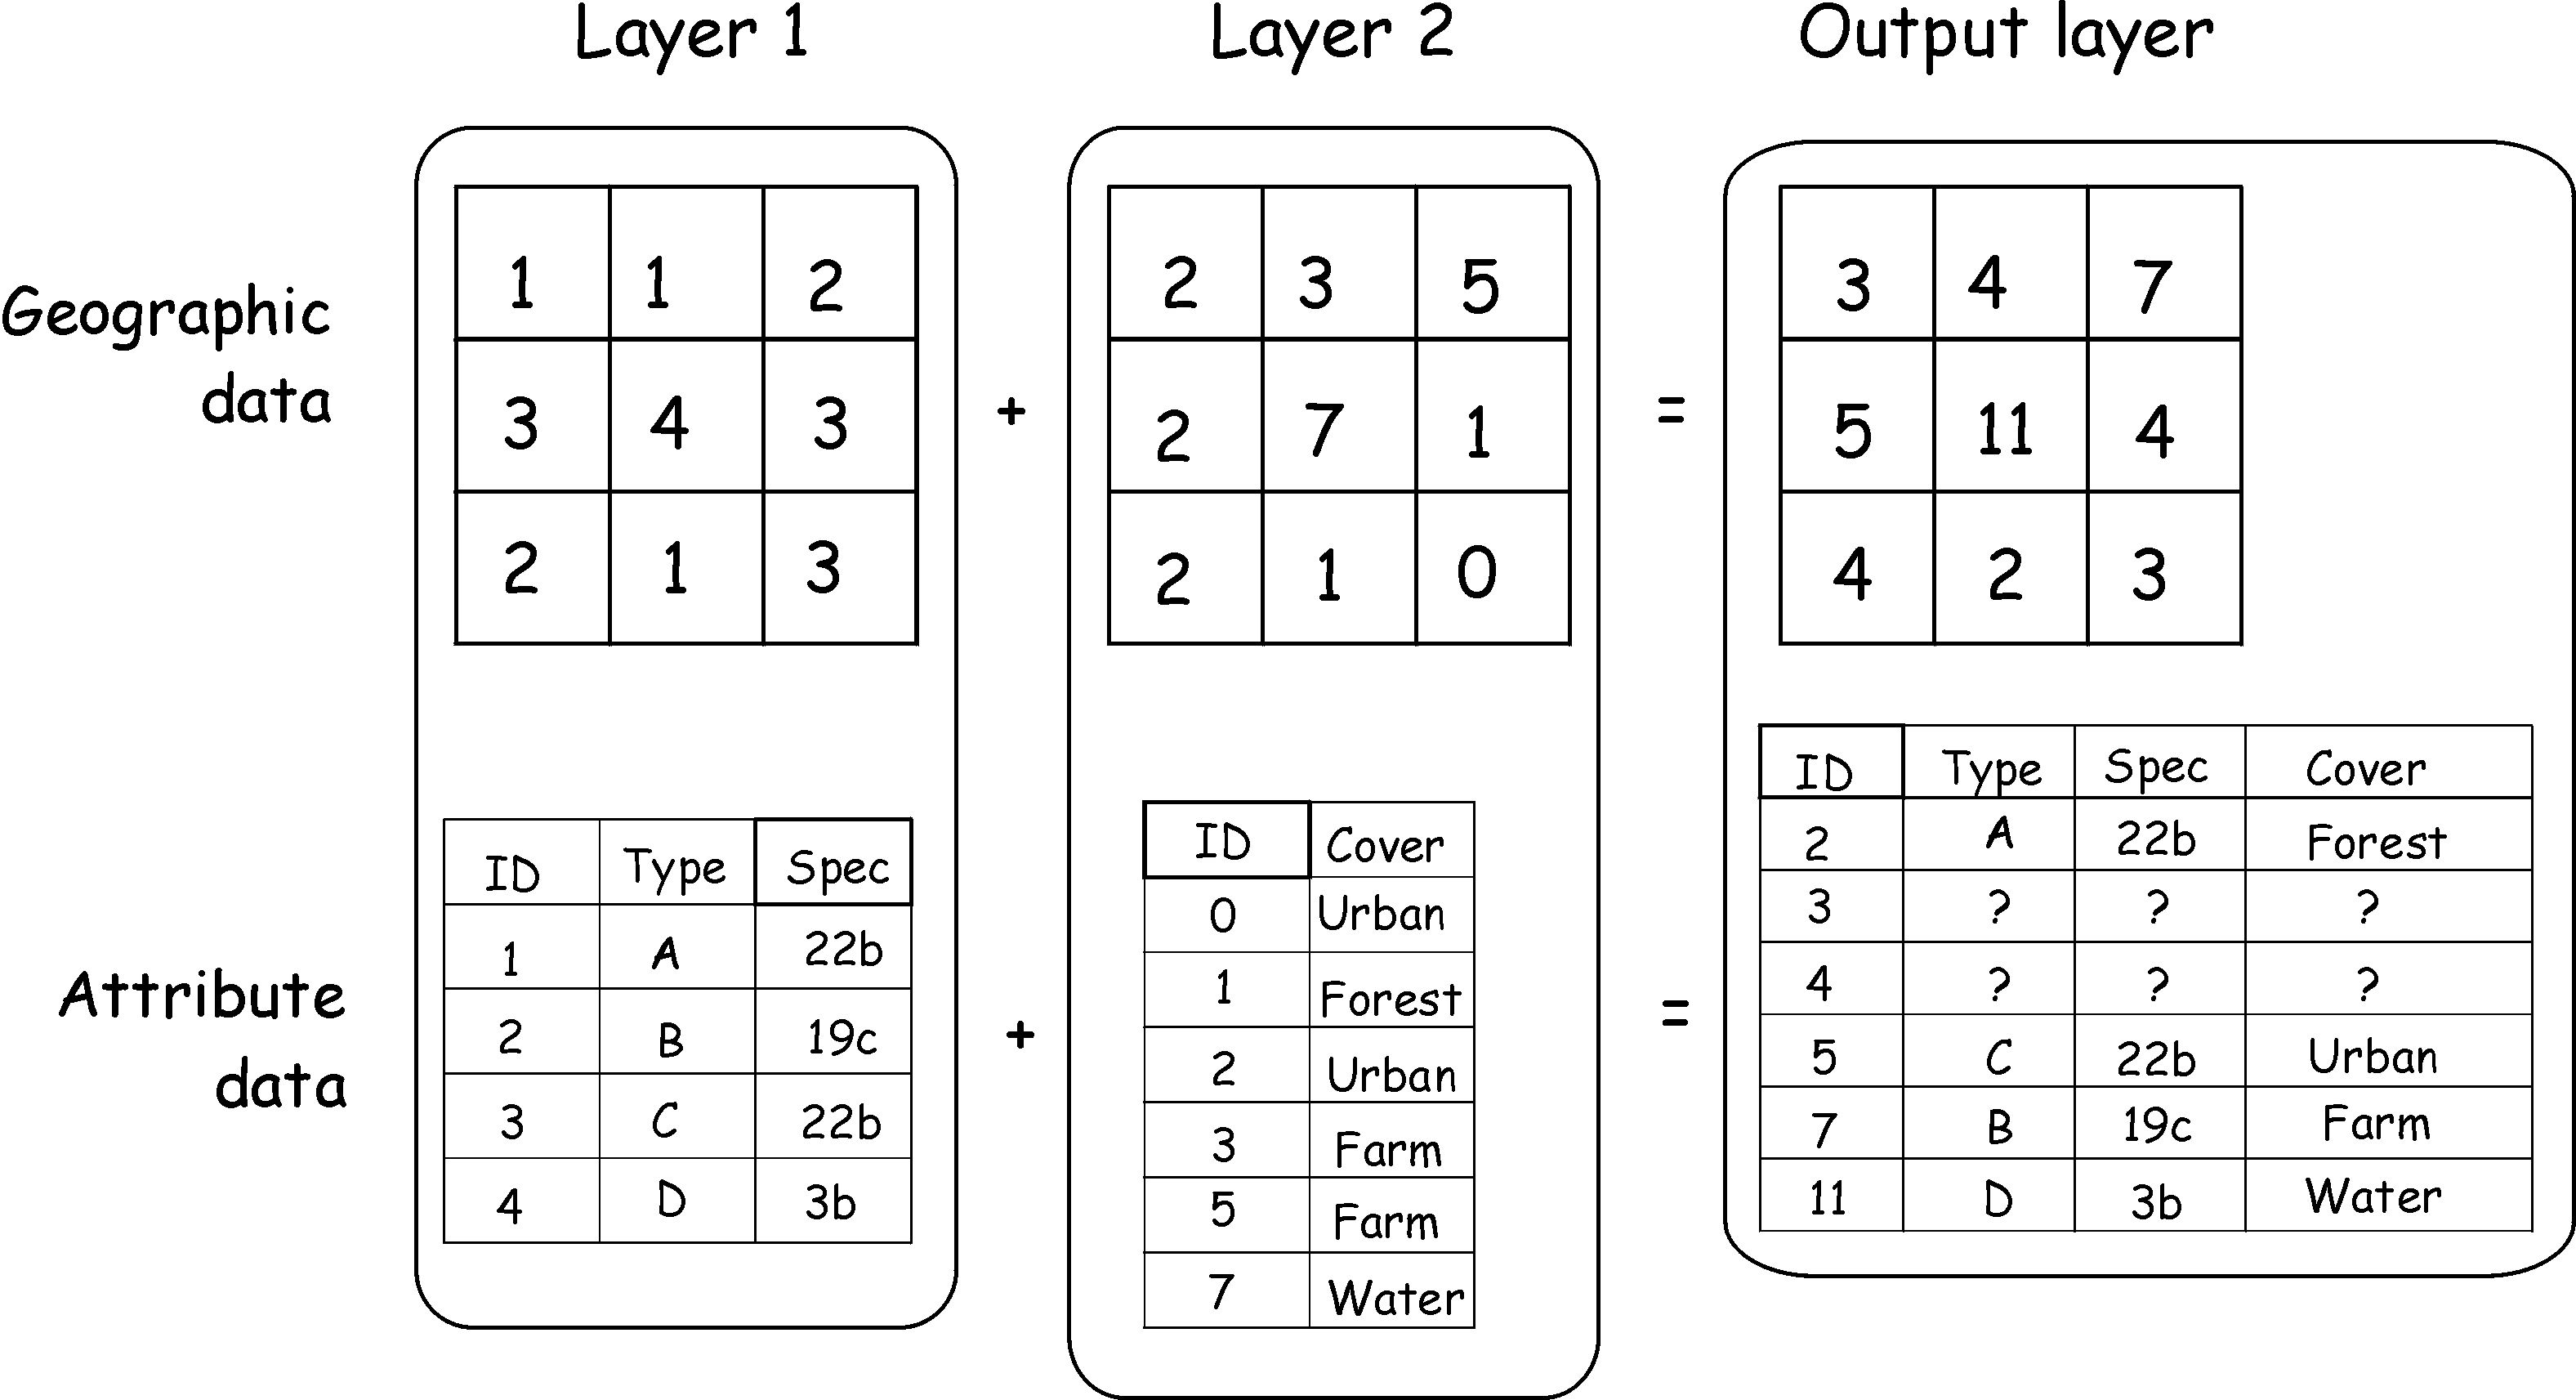 Layer 1 Layer 2 Output layer
Geographic
data
1 1 2
3 4 3
2 1 3
+
2 3 5
2 7 1
2 1 0
=
3 4 7
5 11 4
4 2 3
Attribute
data
ID Type Spec
1 A 22b
2 B 19c
3 C 22b
4 D 3b
+
ID Cover
0 Urban
1 Forest
2 Urban
3 Farm
5 Farm
7 Water
=
ID Type Spec Cover
2 A 22b Forest
3 ? ? ?
4 ? ? ?
5 C 22b Urban
7 B 19c Farm
11 D 3b Water